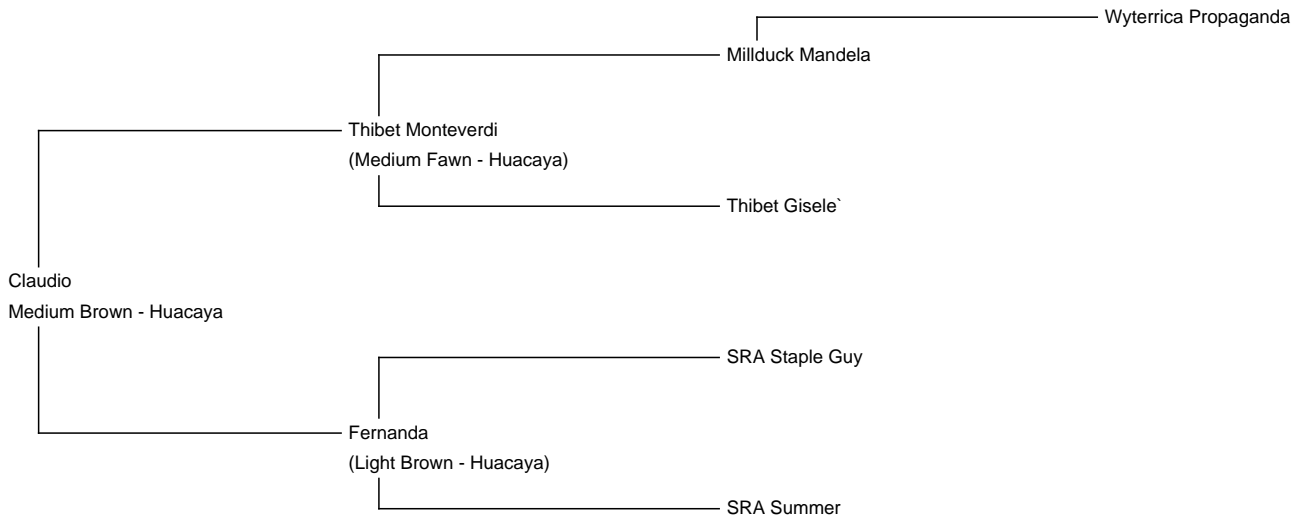 Wyterrica Propaganda
Millduck Mandela
Thibet Monteverdi
(Medium Fawn - Huacaya)
Thibet Gisele`
Claudio
Medium Brown - Huacaya
SRA Staple Guy
Fernanda
(Light Brown - Huacaya)
SRA Summer